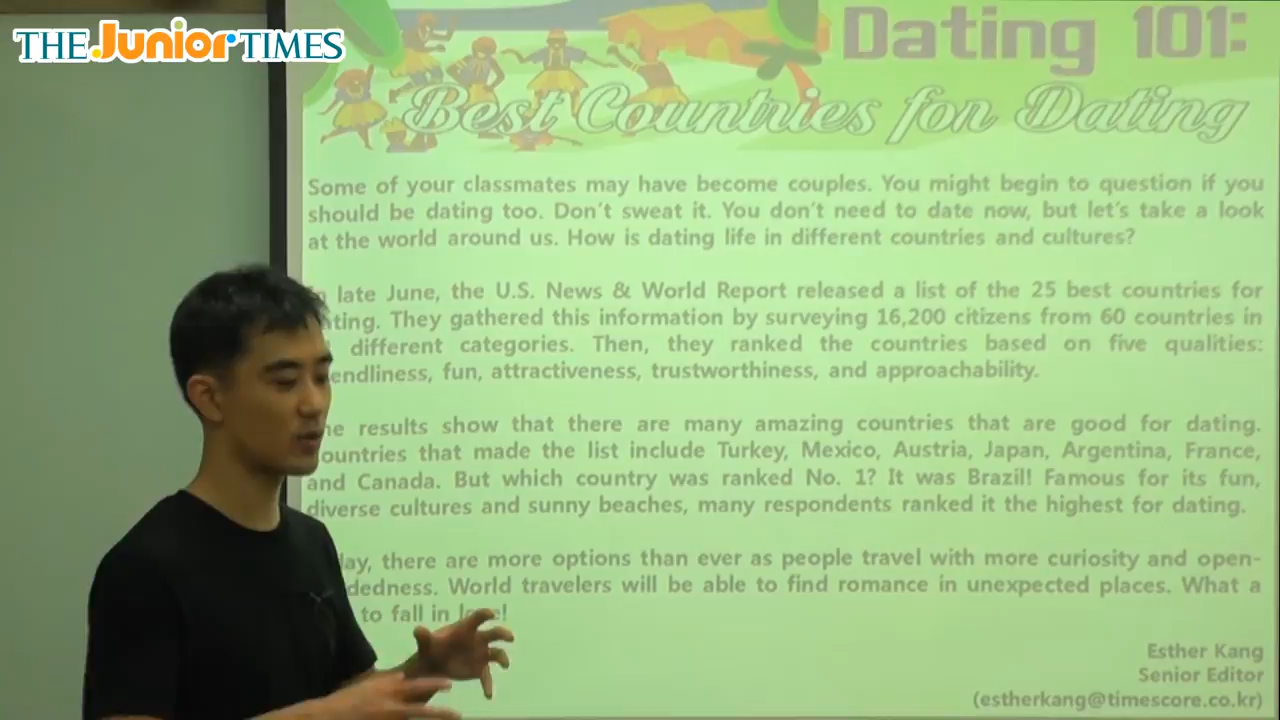 THE Junior TIMES
Dating 101:
Best Countries for Dating
Some of your classmates may have become couples. You might begin to question if you
should be dating too. Don't sweat it. You don't need to date now, but let's take a look
at the world around us. How is dating life in different countries and cultures?
late June, the U.S. News & World Report released a list of the 25 best countries for
They gathered this information by surveying 16,200 citizens from 60 countries in
different categories. Then, they ranked the countries based on five qualities:
endliness, fun, attractiveness, trustworthiness, and approachability.
results show that there are many amazing countries that are good for dating.
ountries that made the list include Turkey, Mexico, Austria, Japan, Argentina, France,
and Canada. But which country was ranked No. 1? It was Brazil! Famous for its fun,
diverse cultures and sunny beaches, many respondents ranked it the highest for dating.
there are more options than ever as people travel with more curiosity and open-
dedness. World travelers will be able to find romance in unexpected places. What a
to fall in
Esther Kang
Senior Editor
(estherkang@timescore.co.kr)